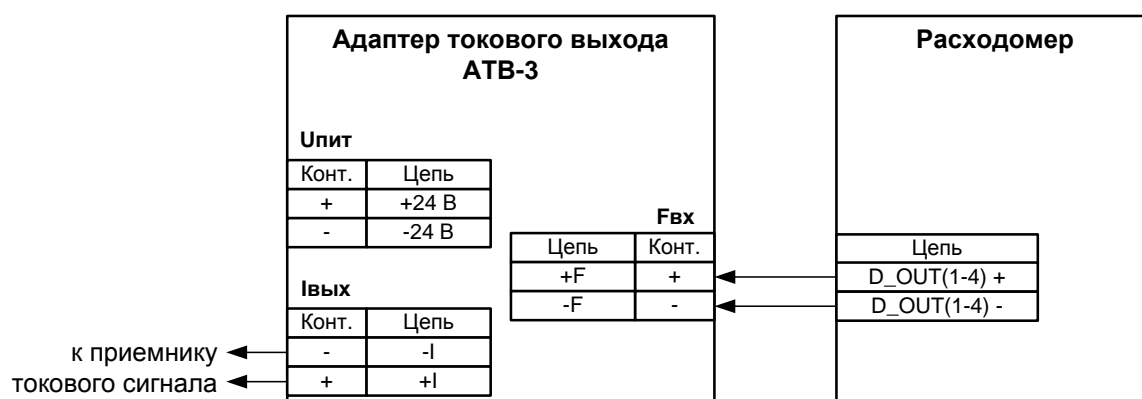 Адаптер токового выхода
АТВ-3
Uпит
Конт. Цепь
+ +24 В
- -24 В
Iвых
Конт. Цепь
- -I
+ +I
к приемнику
токового сигнала
Fвх
Цепь Конт.
+F +
-F -
Расходомер
Цепь
D_OUT(1-4) +
D_OUT(1-4) -